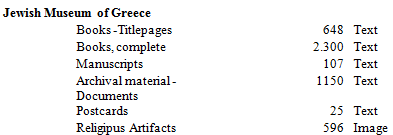 Jewish Museum of Greece
Books -Titlepages 648 Text
Books, complete 2.300 Text
Manuscripts 107 Text
Archival material - 1150 Text
Documents
Postcards 25 Text
Religipus Artifacts 596 Image